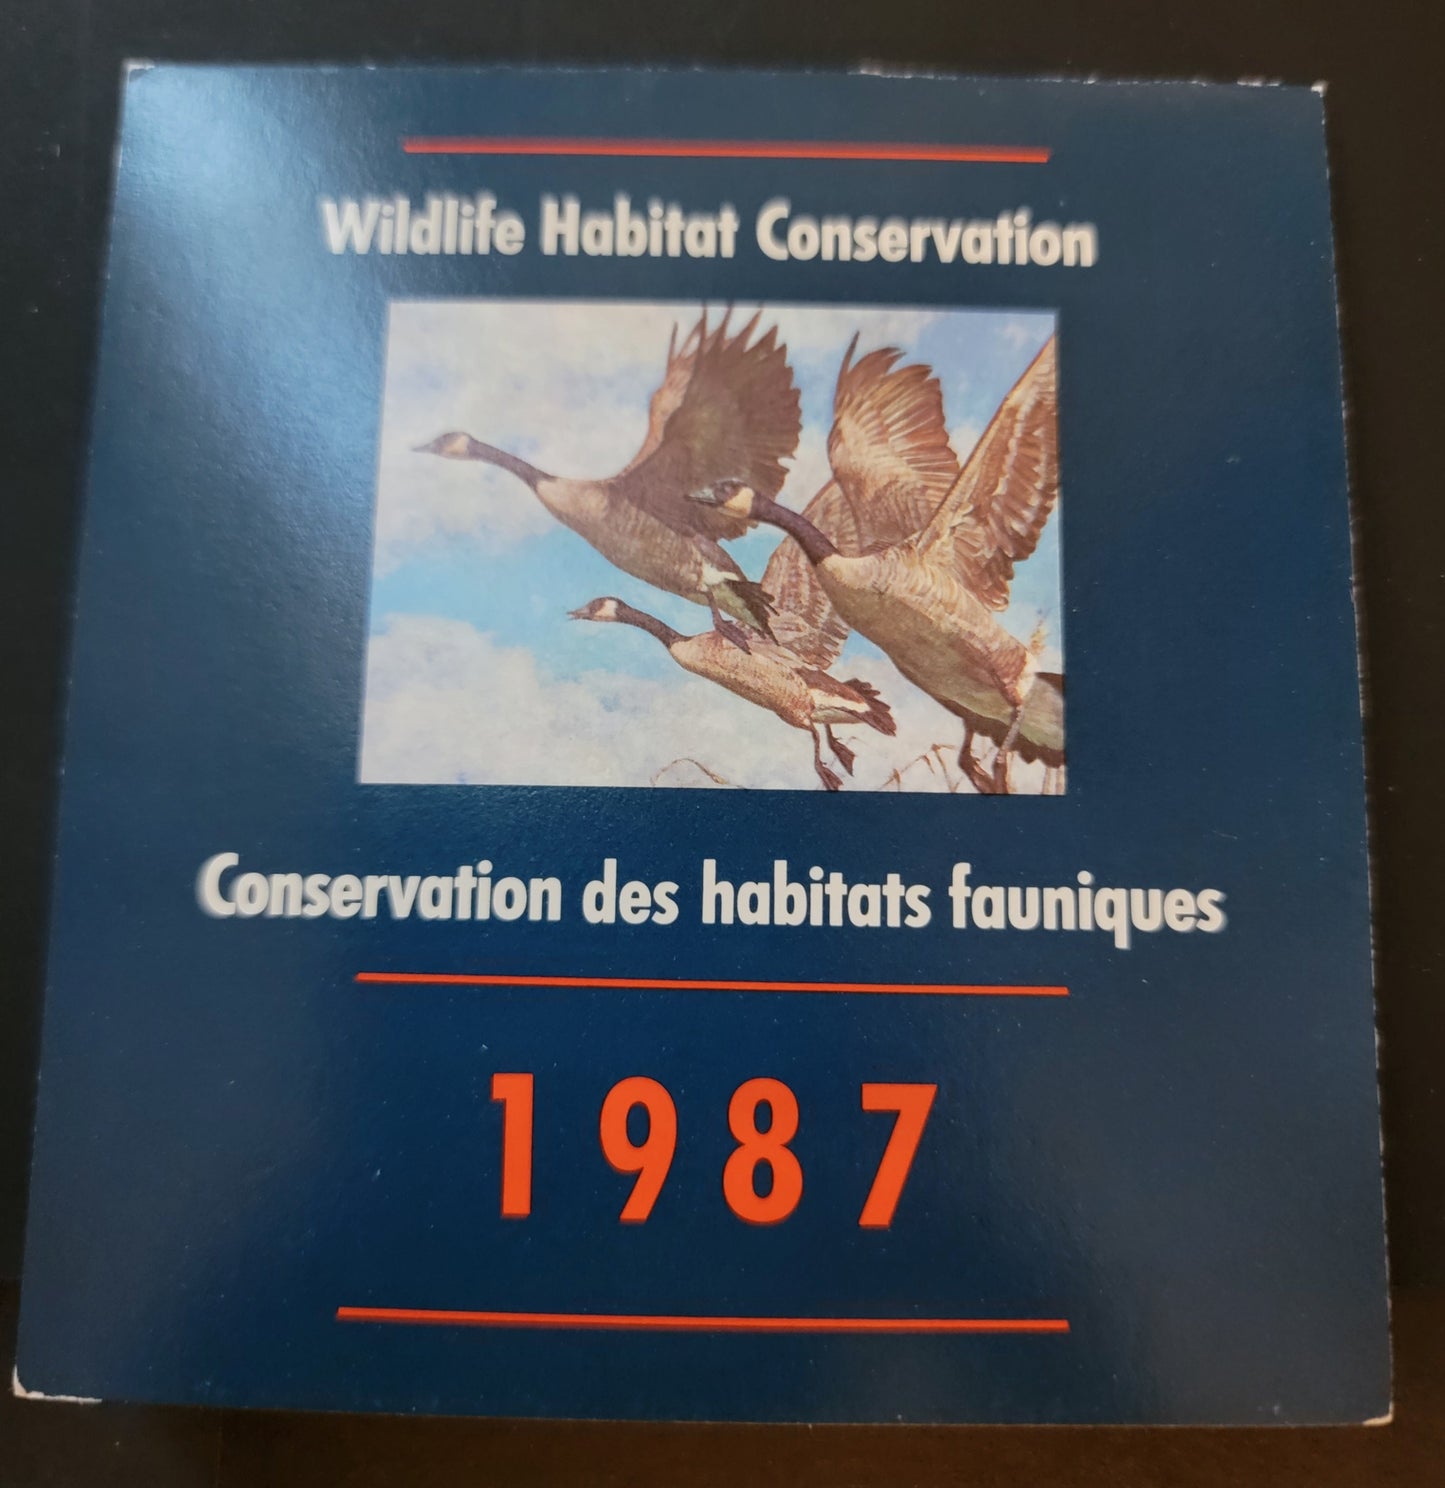 Wildlife Habitat Conservation
Conservation des habitats fauniques
1987